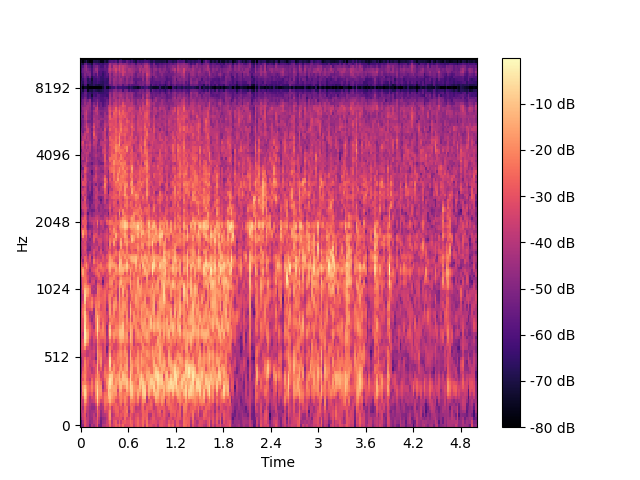 8192
4096
2048
1024
512
0
Hz
0 0.6 1.2 1.8 2.4 3 3.6 4.2 4.8
Time
-10 dB
-20 dB
-30 dB
-40 dB
-50 dB
-60 dB
-70 dB
-80 dB